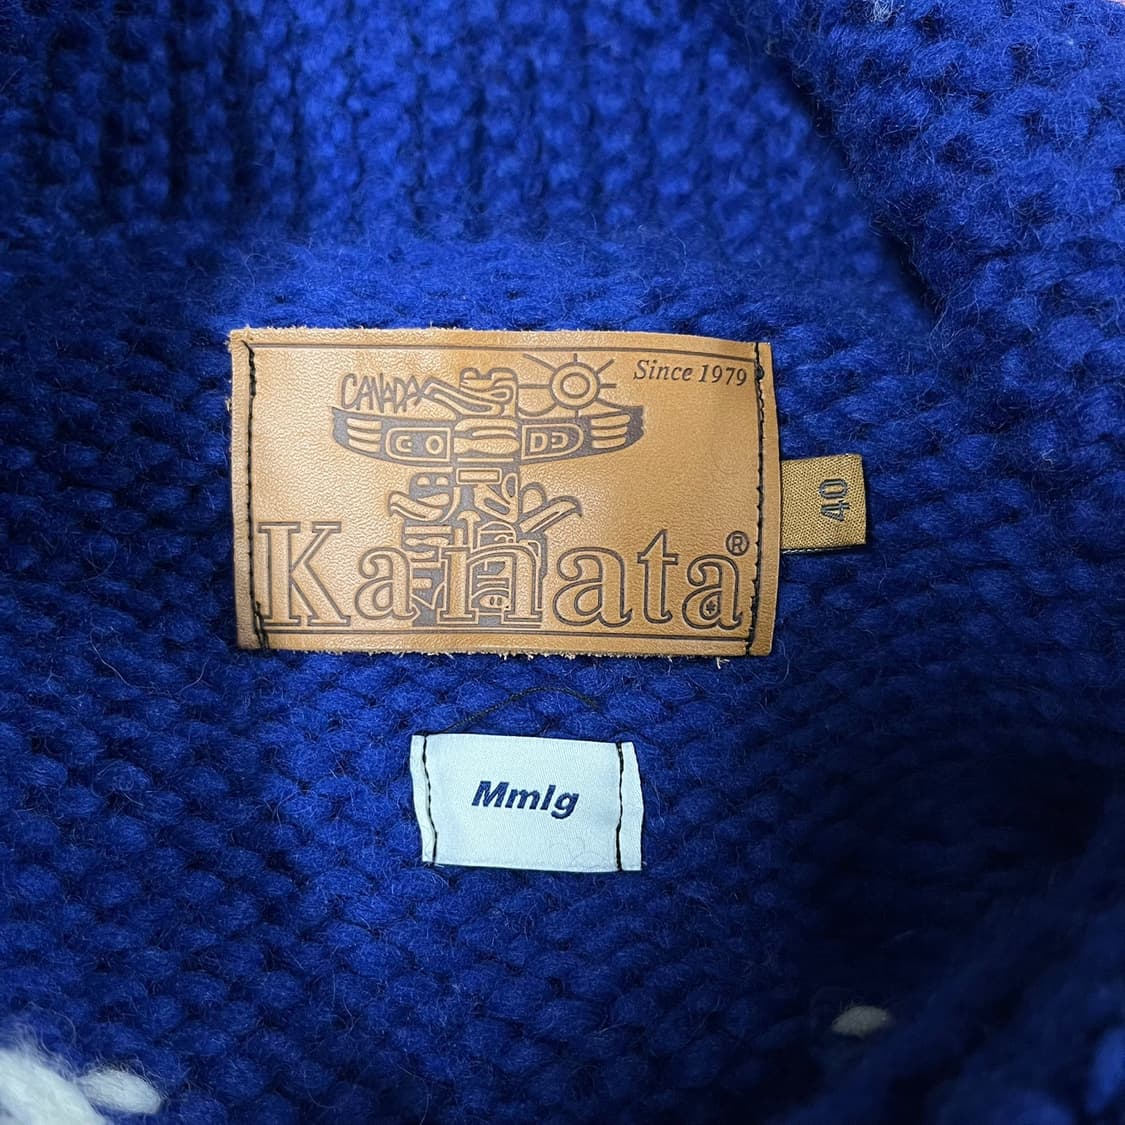 Since 1979
CANADA
Kanata®
40
Mmlg